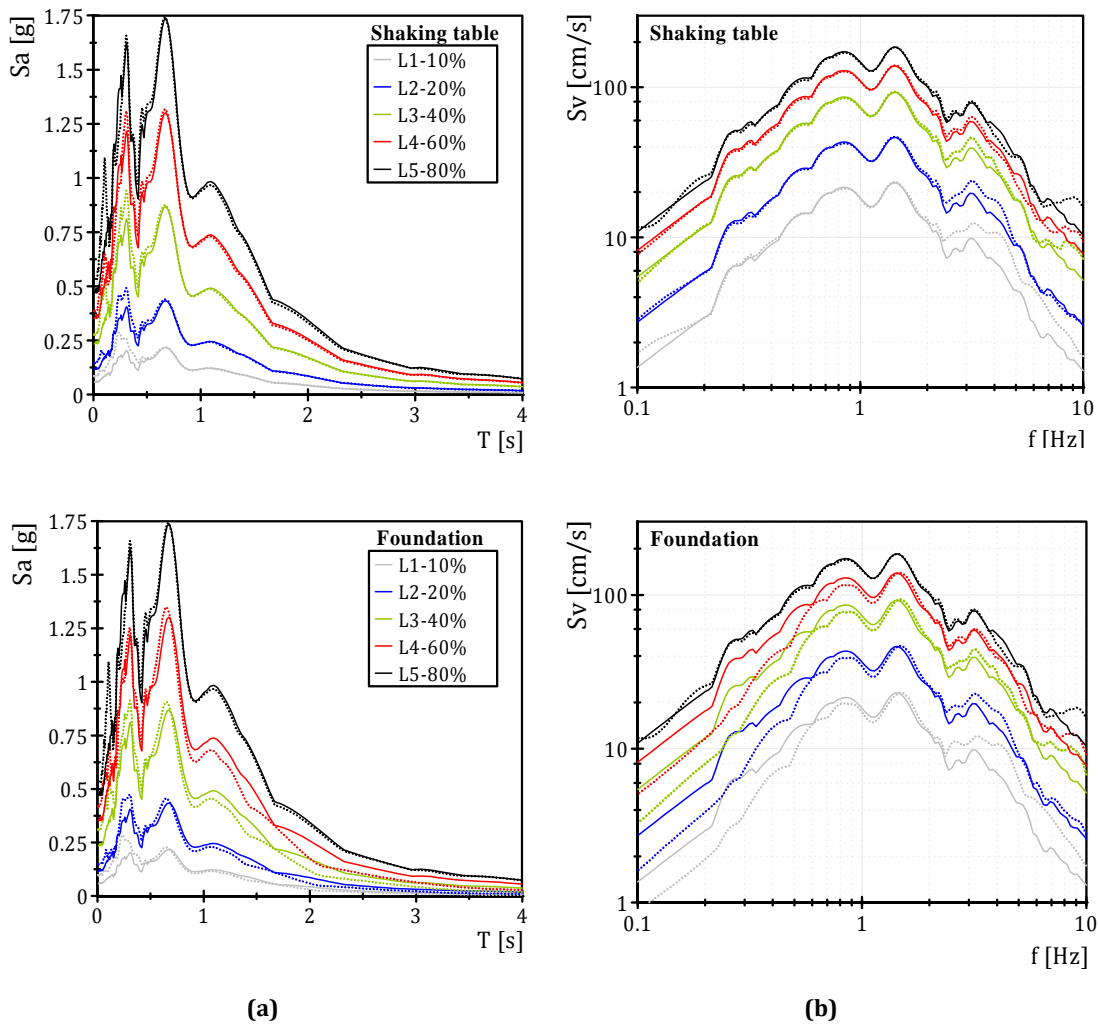 Sa [g]
1.75
1.5
1.25
1
0.75
0.5
0.25
0
0
1
2
3
4
T [s]
Shaking table
L1-10%
L2-20%
L3-40%
L4-60%
L5-80%
Sv [cm/s]
Shaking table
100
10
1
0.1
1
10
f [Hz]
Sa [g]
1.75
1.5
1.25
1
0.75
0.5
0.25
0
0
1
2
3
4
T [s]
Foundation
L1-10%
L2-20%
L3-40%
L4-60%
L5-80%
Sv [cm/s]
Foundation
100
10
1
0.1
1
10
f [Hz]
(a)
(b)